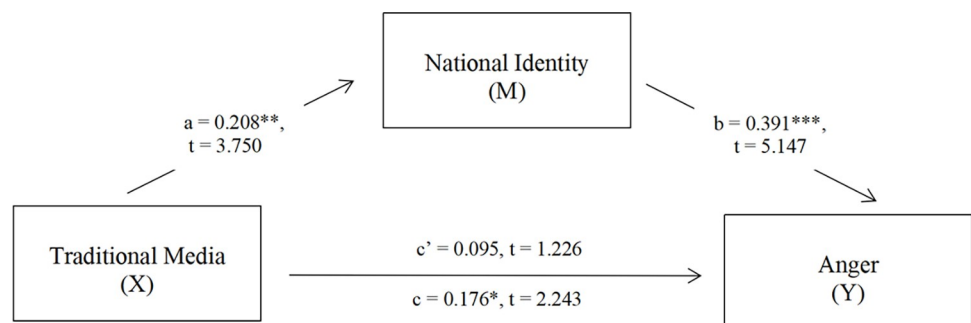 National Identity
(M)
a = 0.208**,
t = 3.750
b = 0.391***,
t = 5.147
Traditional Media
(X)
c’ = 0.095, t = 1.226
c = 0.176*, t = 2.243
Anger
(Y)